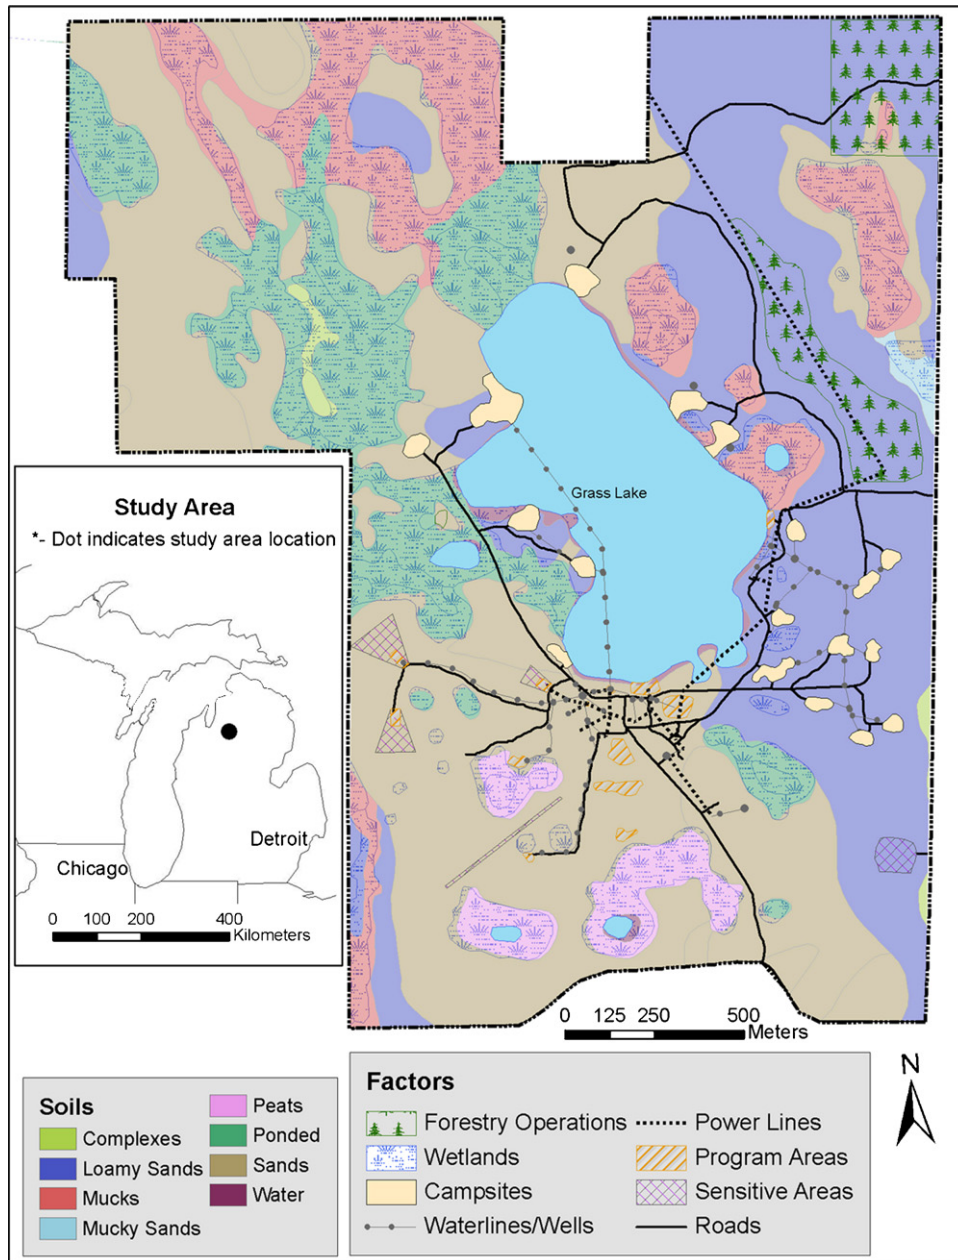 Grass Lake
Study Area
*- Dot indicates study area location
Detroit
Chicago
0 100 200 400
Kilometers
0 125 250 500
Meters
N
Soils
Complexes
Loamy Sands
Mucks
Mucky Sands
Peats
Ponded
Sands
Water
Factors
Forestry Operations
Wetlands
Campsites
Waterlines/Wells
Power Lines
Program Areas
Sensitive Areas
Roads